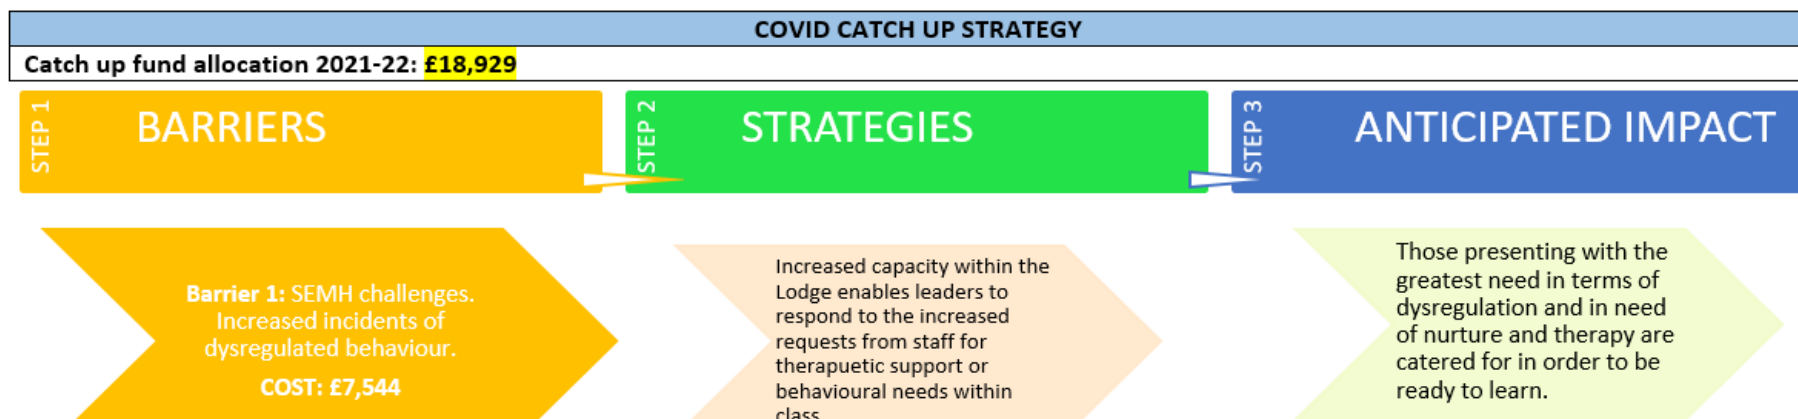 COVID CATCH UP STRATEGY
Catch up fund allocation 2021-22: £18,929
STEP 1
BARRIERS
STEP 2
STRATEGIES
STEP 3
ANTICIPATED IMPACT
Barrier 1: SEMH challenges.
Increased incidents of
dysregulated behaviour.
COST: £7,544
Increased capacity within the
Lodge enables leaders to
respond to the increased
requests from staff for
therapuetic support or
behavioural needs within
class
Those presenting with the
greatest need in terms of
dysregulation and in need
of nurture and therapy are
catered for in order to be
ready to learn.